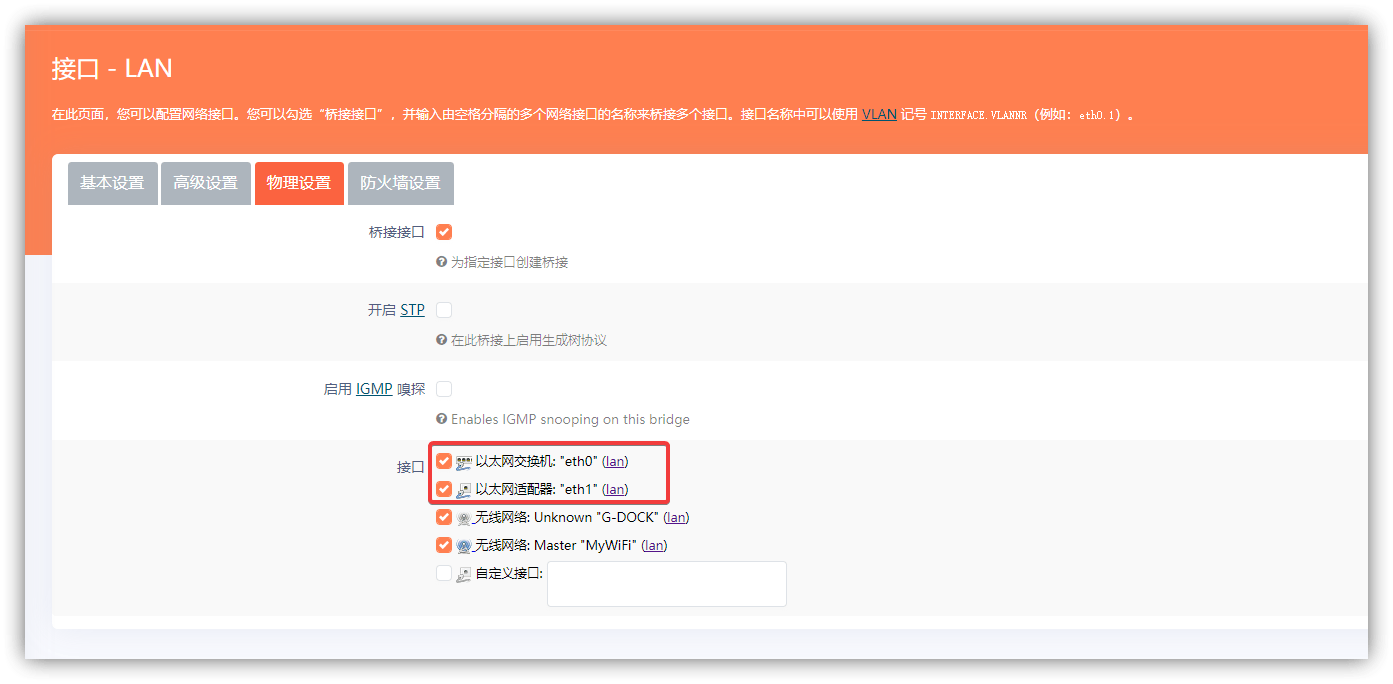 接口 - LAN
在此页面，您可以配置网络接口。您可以勾选“桥接接口”，并输入由空格分隔的多个网络接口的名称来桥接多个接口。接口名称中可以使用 VLAN 记号 INTERFACE.VLANNR（例如：eth0.1）。
基本设置 高级设置 物理设置 防火墙设置
桥接接口
为指定接口创建桥接
开启 STP
在此桥接上启用生成树协议
启用 IGMP 嗅探
Enables IGMP snooping on this bridge
接口 以太网交换机: "eth0" (lan)
以太网适配器: "eth1" (lan)
无线网络: Unknown "G-DOCK" (lan)
无线网络: Master "MyWiFi" (lan)
自定义接口: